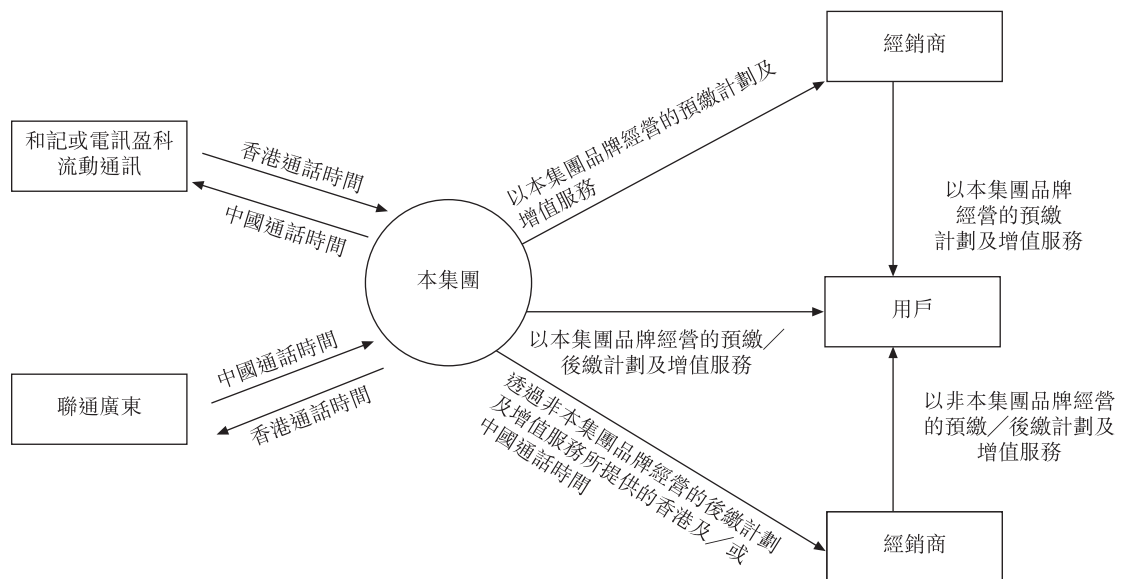 經銷商
和記或電訊盈科
流動通訊
香港通話時間
中國通話時間
以本集團品牌經營的預繳計劃及
增值服務
以本集團品牌
經營的預繳
計劃及增值服務
本集團
用戶
以本集團品牌經營的預繳／
後繳計劃及增值服務
中國通話時間
香港通話時間
聯通廣東
透過非本集團品牌經營的後繳計劃
及增值服務所提供的香港及／或
中國通話時間
以非本集團品牌經營
的預繳／後繳計劃及
增值服務
經銷商